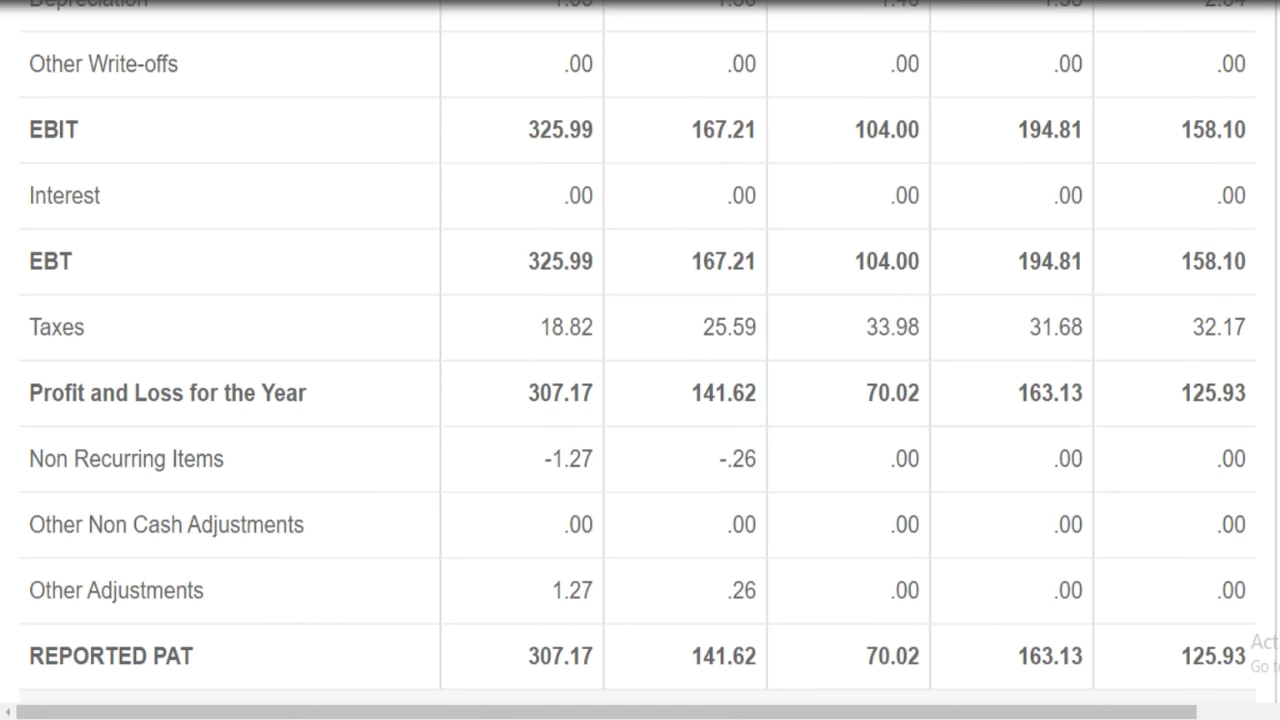 Depreciation
Other Write-offs .00 .00 .00 .00 .00
EBIT 325.99 167.21 104.00 194.81 158.10
Interest .00 .00 .00 .00 .00
EBT 325.99 167.21 104.00 194.81 158.10
Taxes 18.82 25.59 33.98 31.68 32.17
Profit and Loss for the Year 307.17 141.62 70.02 163.13 125.93
Non Recurring Items -1.27 -.26 .00 .00 .00
Other Non Cash Adjustments .00 .00 .00 .00 .00
Other Adjustments 1.27 .26 .00 .00 .00
REPORTED PAT 307.17 141.62 70.02 163.13 125.93
Act
Go t